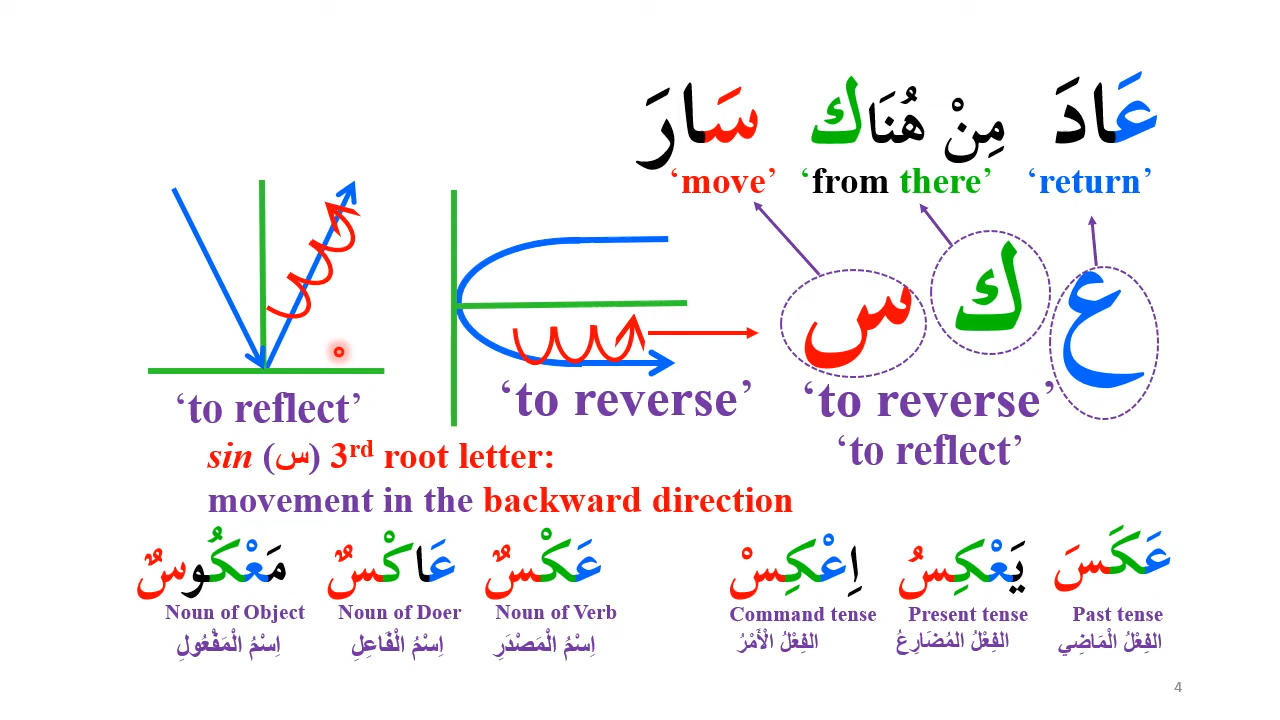 عَادَ مِنْ هُنَاك سَارَ
‘move’ ‘from there’ ‘return’
ع ك س
‘to reflect’
‘to reverse’
‘to reverse’
‘to reflect’
sin (س) 3rd root letter:
movement in the backward direction
عَكَسَ يَعْكِسُ اِعْكِسْ عَكْسٌ عَاكْسٌ مَعْكُوسٌ
Noun of Object Noun of Doer Noun of Verb Command tense Present tense Past tense
الفِعْلُ الْمَاضِي الفِعْلُ المُضَارِعُ الفِعْلُ الْأَمْرُ اِسْمُ الْمَصْدَرِ اِسْمُ الْفَاعِلِ اِسْمُ الْمَفْعُولِ
4